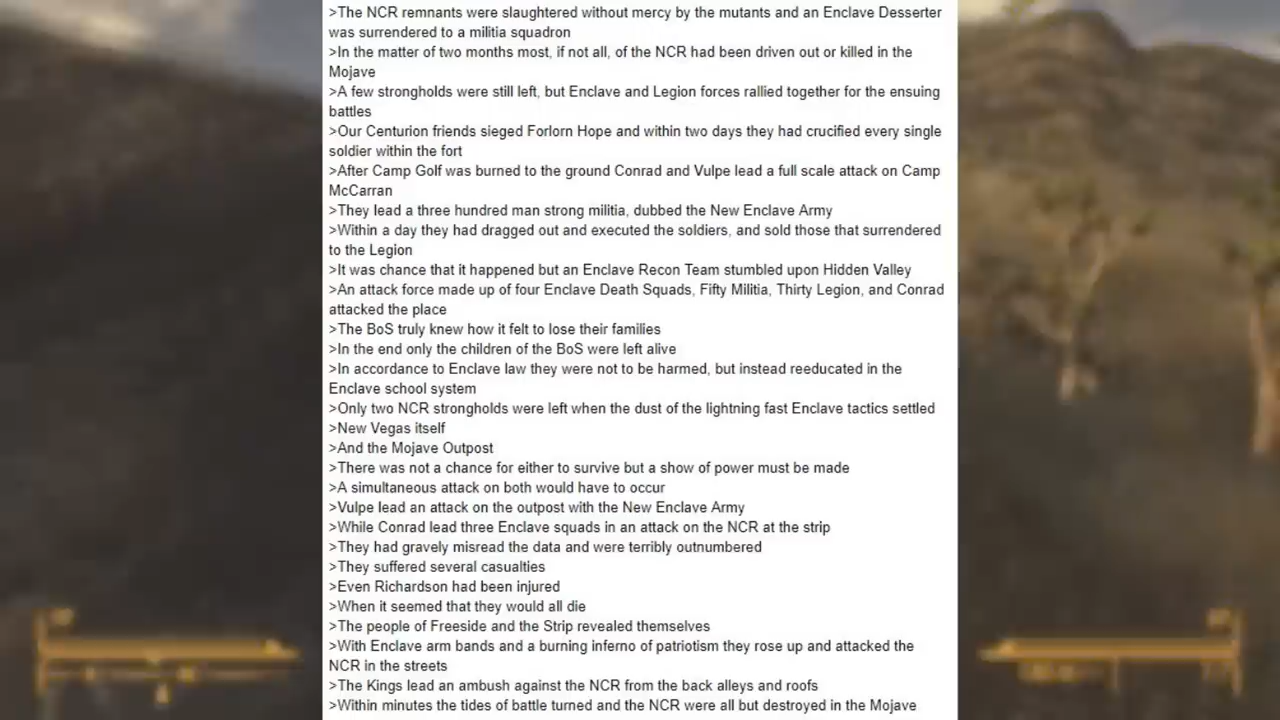 >The NCR remnants were slaughtered without mercy by the mutants and an Enclave Desserter
was surrendered to a militia squadron
>In the matter of two months most, if not all, of the NCR had been driven out or killed in the
Mojave
>A few strongholds were still left, but Enclave and Legion forces rallied together for the ensuing
battles
>Our Centurion friends sieged Forlorn Hope and within two days they had crucified every single
soldier within the fort
>After Camp Golf was burned to the ground Conrad and Vulpe lead a full scale attack on Camp
McCarran
>They lead a three hundred man strong militia, dubbed the New Enclave Army
>Within a day they had dragged out and executed the soldiers, and sold those that surrendered
to the Legion
>It was chance that it happened but an Enclave Recon Team stumbled upon Hidden Valley
>An attack force made up of four Enclave Death Squads, Fifty Militia, Thirty Legion, and Conrad
attacked the place
>The BoS truly knew how it felt to lose their families
>In the end only the children of the BoS were left alive
>In accordance to Enclave law they were not to be harmed, but instead reeducated in the
Enclave school system
>Only two NCR strongholds were left when the dust of the lightning fast Enclave tactics settled
>New Vegas itself
>And the Mojave Outpost
>There was not a chance for either to survive but a show of power must be made
>A simultaneous attack on both would have to occur
>Vulpe lead an attack on the outpost with the New Enclave Army
>While Conrad lead three Enclave squads in an attack on the NCR at the strip
>They had gravely misread the data and were terribly outnumbered
>They suffered several casualties
>Even Richardson had been injured
>When it seemed that they would all die
>The people of Freeside and the Strip revealed themselves
>With Enclave arm bands and a burning inferno of patriotism they rose up and attacked the
NCR in the streets
>The Kings lead an ambush against the NCR from the back alleys and roofs
>Within minutes the tides of battle turned and the NCR were all but destroyed in the Mojave